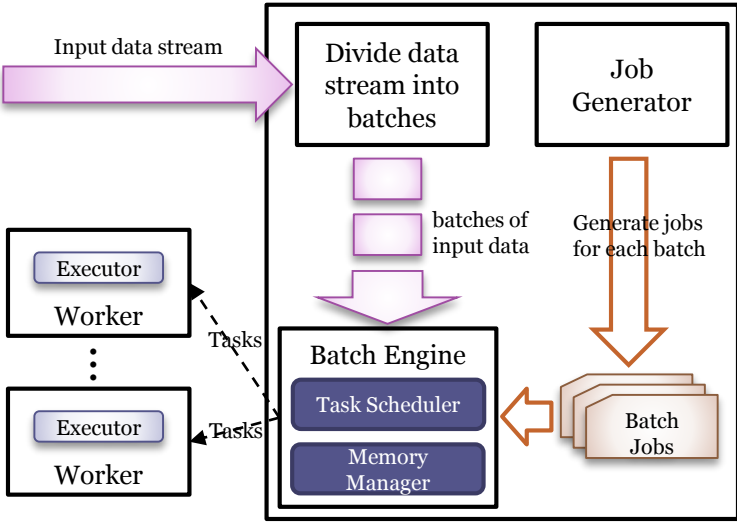 Input data stream
Divide data
stream into
batches
Job
Generator
batches of
input data
Generate jobs
for each batch
Executor
Worker
Tasks
Batch Engine
Task Scheduler
Memory
Manager
Batch
Jobs
Tasks
Executor
Worker